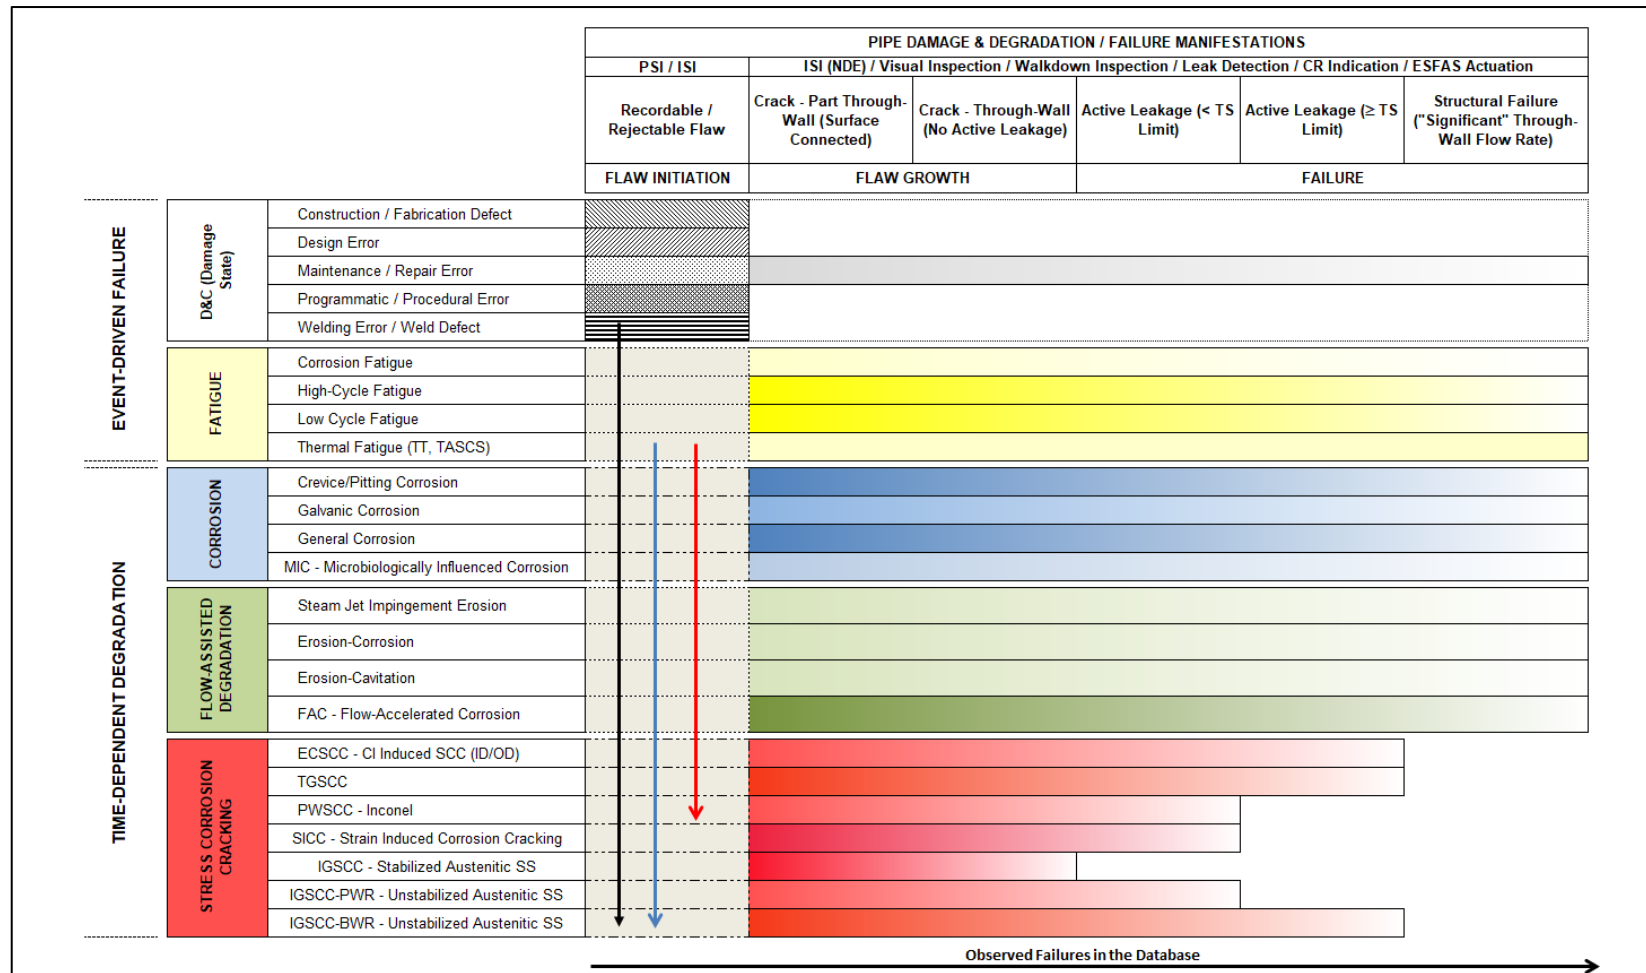 PIPE DAMAGE & DEGRADATION / FAILURE MANIFESTATIONS
PSI / ISI
ISI (NDE) / Visual Inspection / Walkdown Inspection / Leak Detection / CR Indication / ESFAS Actuation
Recordable /
Rejectable Flaw
Crack - Part Through-
Wall (Surface
Connected)
Crack - Through-Wall
(No Active Leakage)
Active Leakage (< TS
Limit)
Active Leakage (≥ TS
Limit)
Structural Failure
("Significant" Through-
Wall Flow Rate)
FLAW INITIATION
FLAW GROWTH
FAILURE
EVENT-DRIVEN FAILURE
D&C (Damage
State)
Construction / Fabrication Defect
Design Error
Maintenance / Repair Error
Programmatic / Procedural Error
Welding Error / Weld Defect
FATIGUE
Corrosion Fatigue
High-Cycle Fatigue
Low Cycle Fatigue
Thermal Fatigue (TT, TASCS)
TIME-DEPENDENT DEGRADATION
CORROSION
Crevice/Pitting Corrosion
Galvanic Corrosion
General Corrosion
MIC - Microbiologically Influenced Corrosion
FLOW-ASSISTED
DEGRADATION
Steam Jet Impingement Erosion
Erosion-Corrosion
Erosion-Cavitation
FAC - Flow-Accelerated Corrosion
STRESS CORROSION
CRACKING
ECSCC - Cl Induced SCC (ID/OD)
TGSCC
PWSCC - Inconel
SICC - Strain Induced Corrosion Cracking
IGSCC - Stabilized Austenitic SS
IGSCC-PWR - Unstabilized Austenitic SS
IGSCC-BWR - Unstabilized Austenitic SS
Observed Failures in the Database